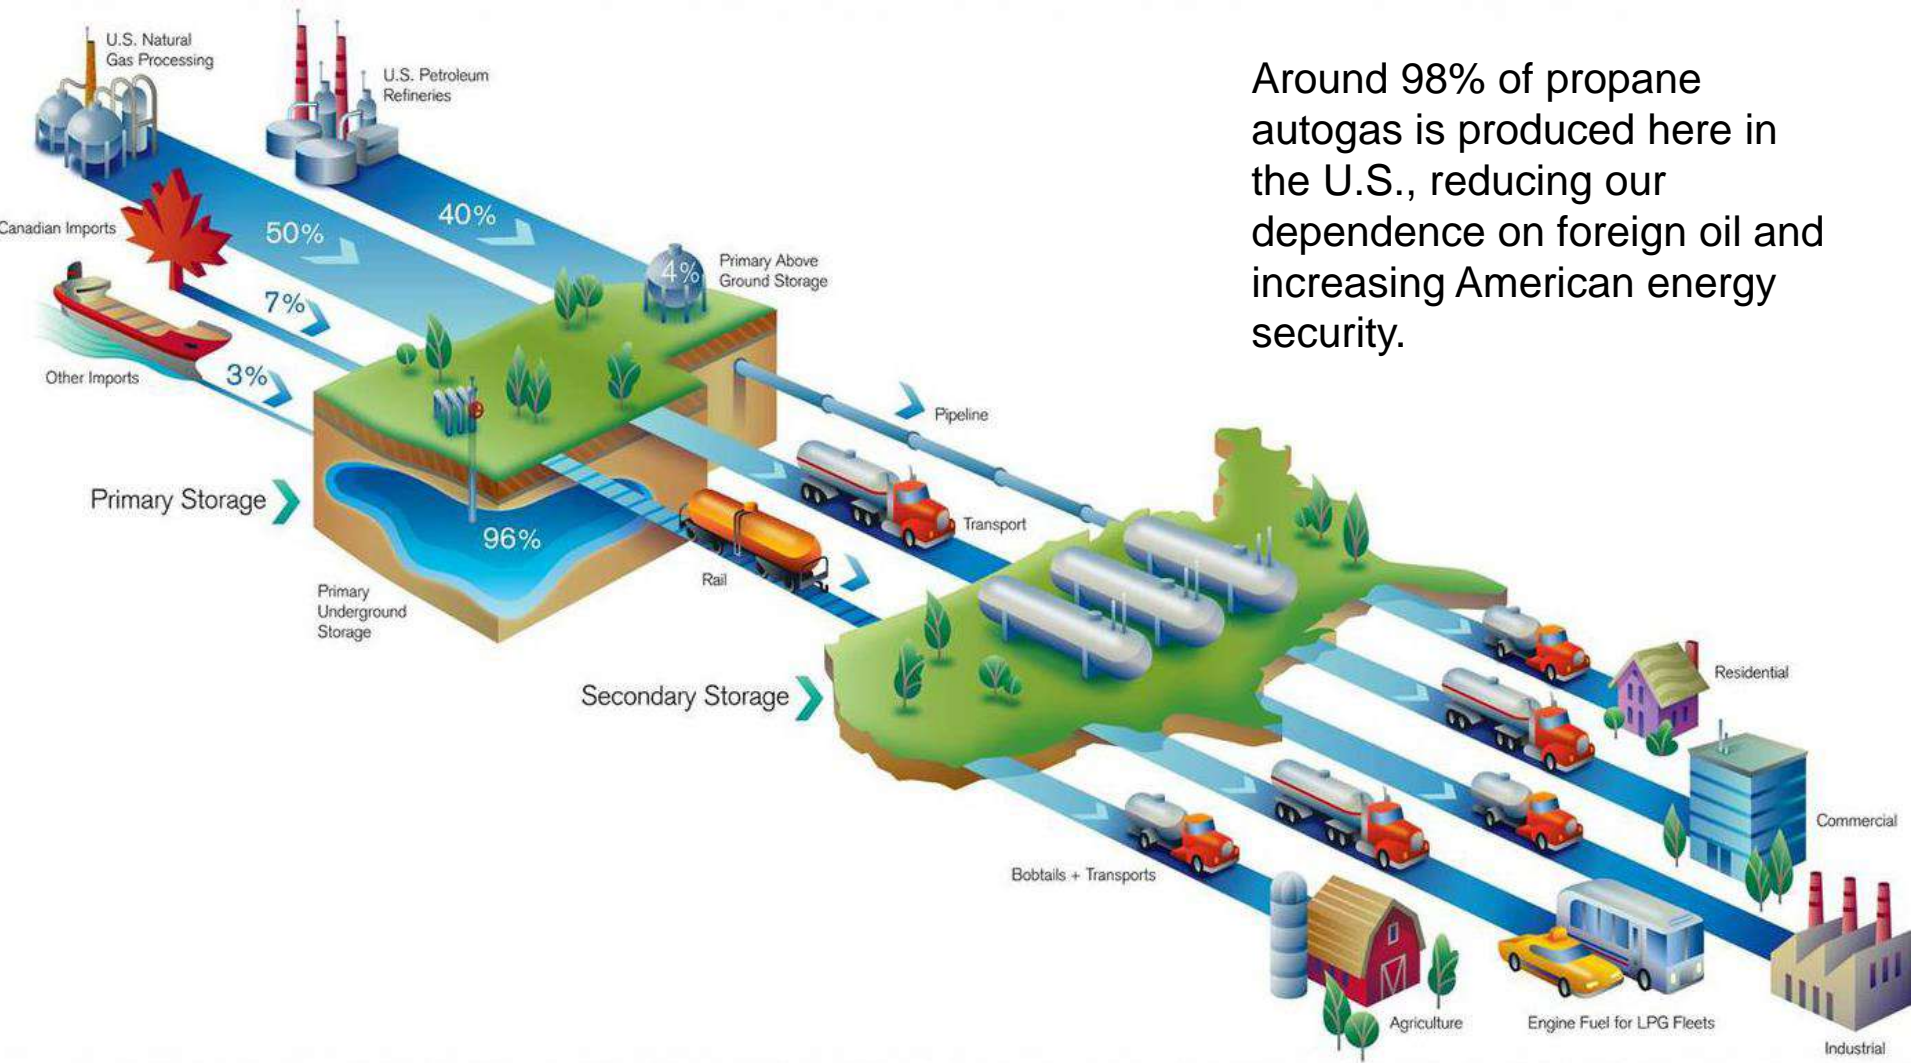 U.S. Natural
Gas Processing
U.S. Petroleum
Refineries
Around 98% of propane
autogas is produced here in
the U.S., reducing our
dependence on foreign oil and
increasing American energy
security.
Canadian Imports
50%
40%
4%
Primary Above
Ground Storage
7%
Other Imports
3%
Pipeline
Primary Storage
96%
Transport
Rail
Primary
Underground
Storage
Secondary Storage
Residential
Commercial
Bobtails + Transports
Agriculture
Engine Fuel for LPG Fleets
Industrial